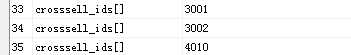 33 crosssell_ids[] 3001
34 crosssell_ids[] 3002
35 crosssell_ids[] 4010